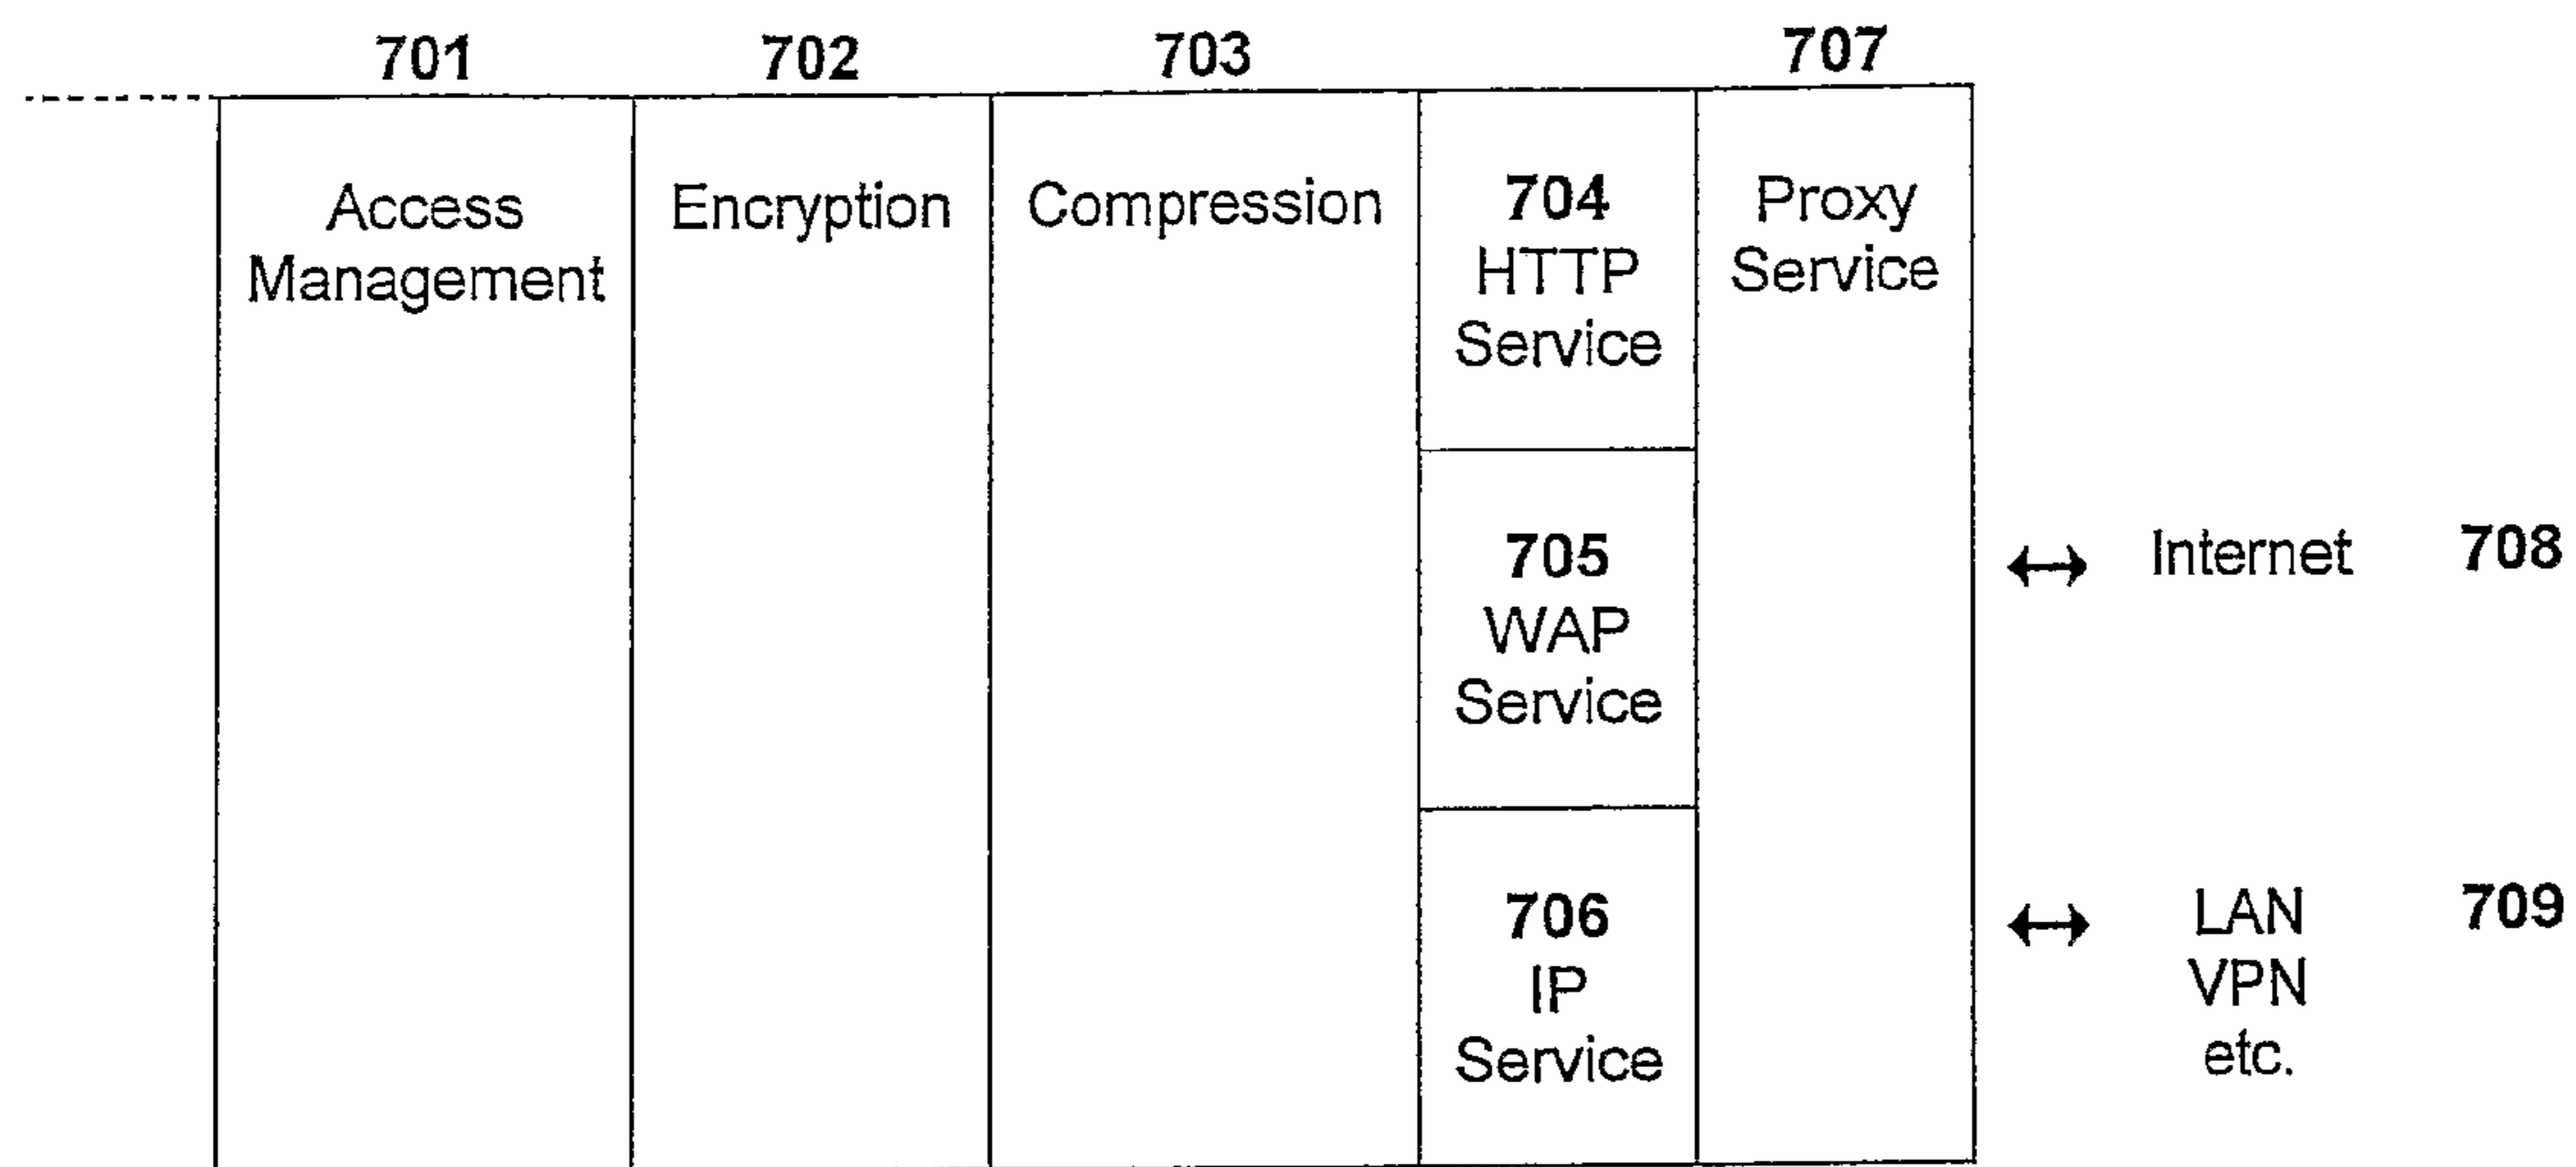 701
702
703
707
Access
Management
Encryption
Compression
704
HTTP
Service
Proxy
Service
705
WAP
Service
Internet
708
706
IP
Service
LAN
VPN
etc.
709